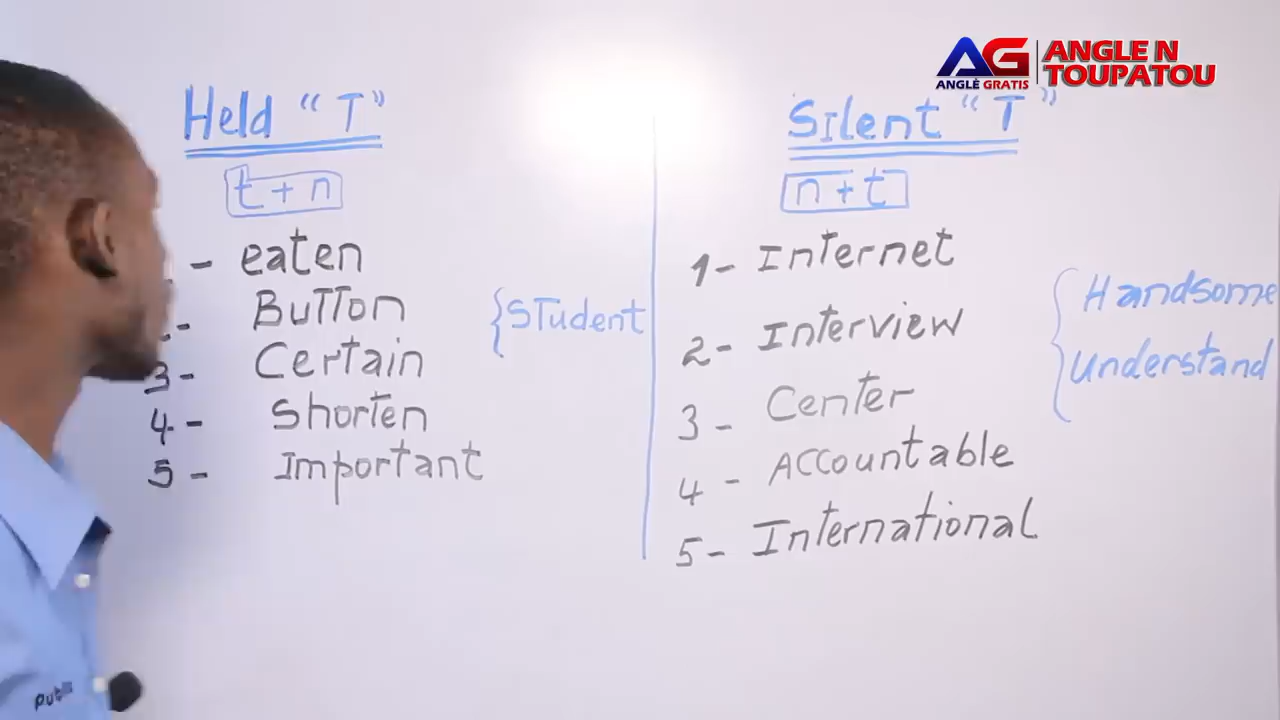 AG ANGLE N
ANGLÈ GRATIS TOUPATOU
Held "T"
t + n
- eaten
2- Button
3- Certain
4- Shorten
5- Important
{Student
Silent "T"
n + t
1- Internet
2- Interview
3- Center
4- Accountable
5- International
{Handsome
Understand